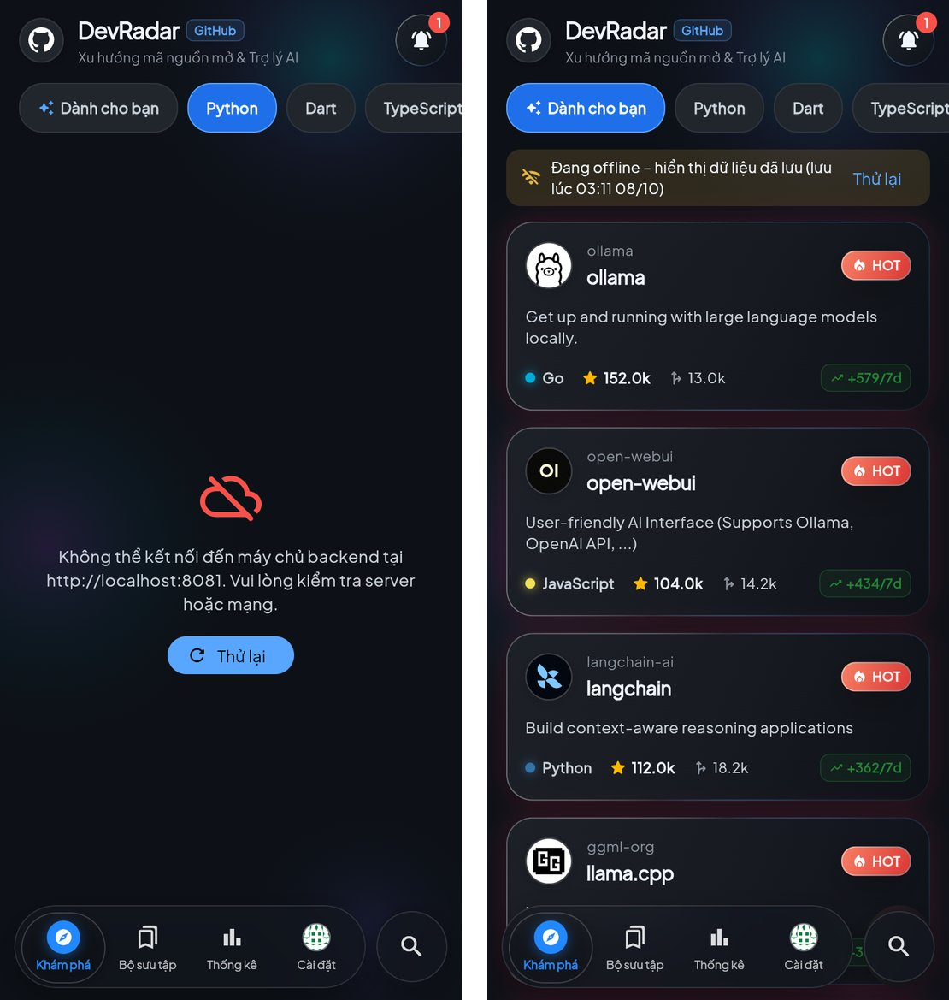 DevRadar GitHub
Xu hướng mã nguồn mở & Trợ lý AI
1
Dành cho bạn
Python
Dart
TypeScript
Không thể kết nối đến máy chủ backend tại
http://localhost:8081. Vui lòng kiểm tra server
hoặc mạng.
Thử lại
Khám phá
Bộ sưu tập
Thống kê
Cài đặt
DevRadar GitHub
Xu hướng mã nguồn mở & Trợ lý AI
1
Dành cho bạn
Python
Dart
TypeScript
Đang offline – hiển thị dữ liệu đã lưu (lưu
lúc 03:11 08/10)
Thử lại
ollama
ollama
HOT
Get up and running with large language models
locally.
Go
152.0k
13.0k
+579/7d
OI
open-webui
open-webui
HOT
User-friendly AI Interface (Supports Ollama,
OpenAI API, ...)
JavaScript
104.0k
14.2k
+434/7d
langchain-ai
langchain
HOT
Build context-aware reasoning applications
Python
112.0k
18.2k
+362/7d
GG
ggml-org
llama.cpp
HOT
Khám phá
Bộ sưu tập
Thống kê
Cài đặt